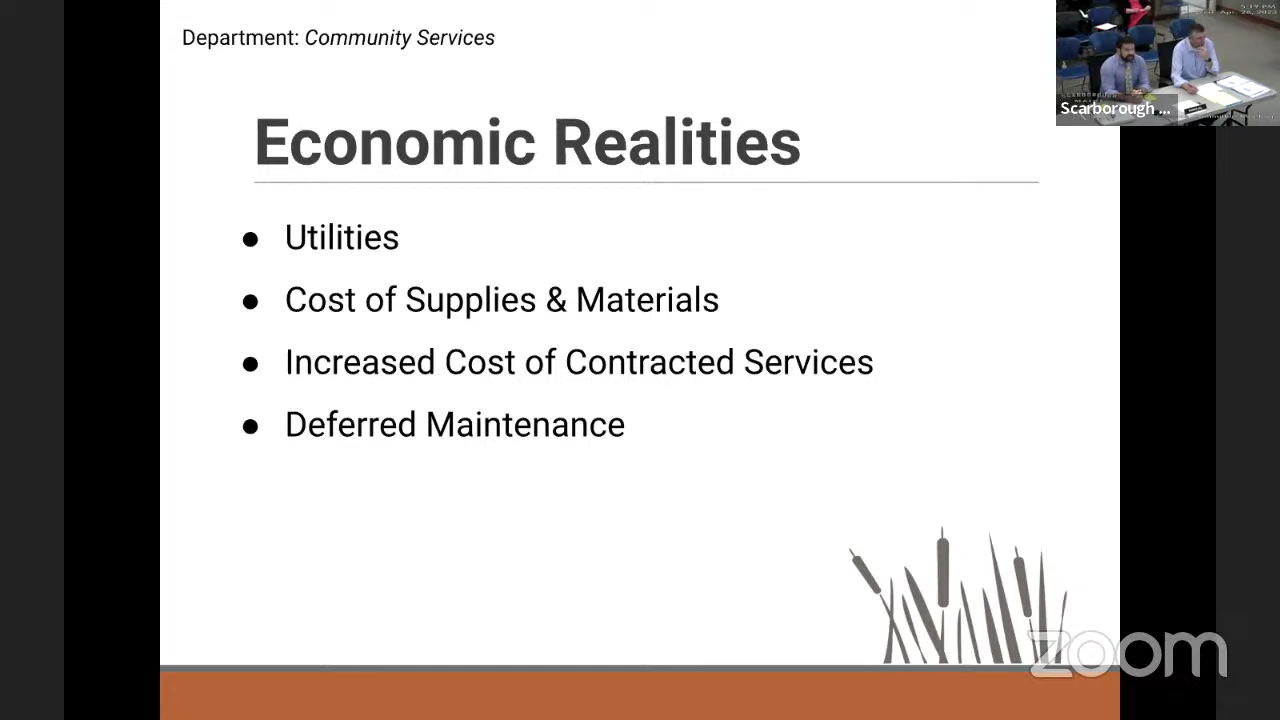 Department: Community Services
Economic Realities
● Utilities
● Cost of Supplies & Materials
● Increased Cost of Contracted Services
● Deferred Maintenance
Scarborough ...
zoom